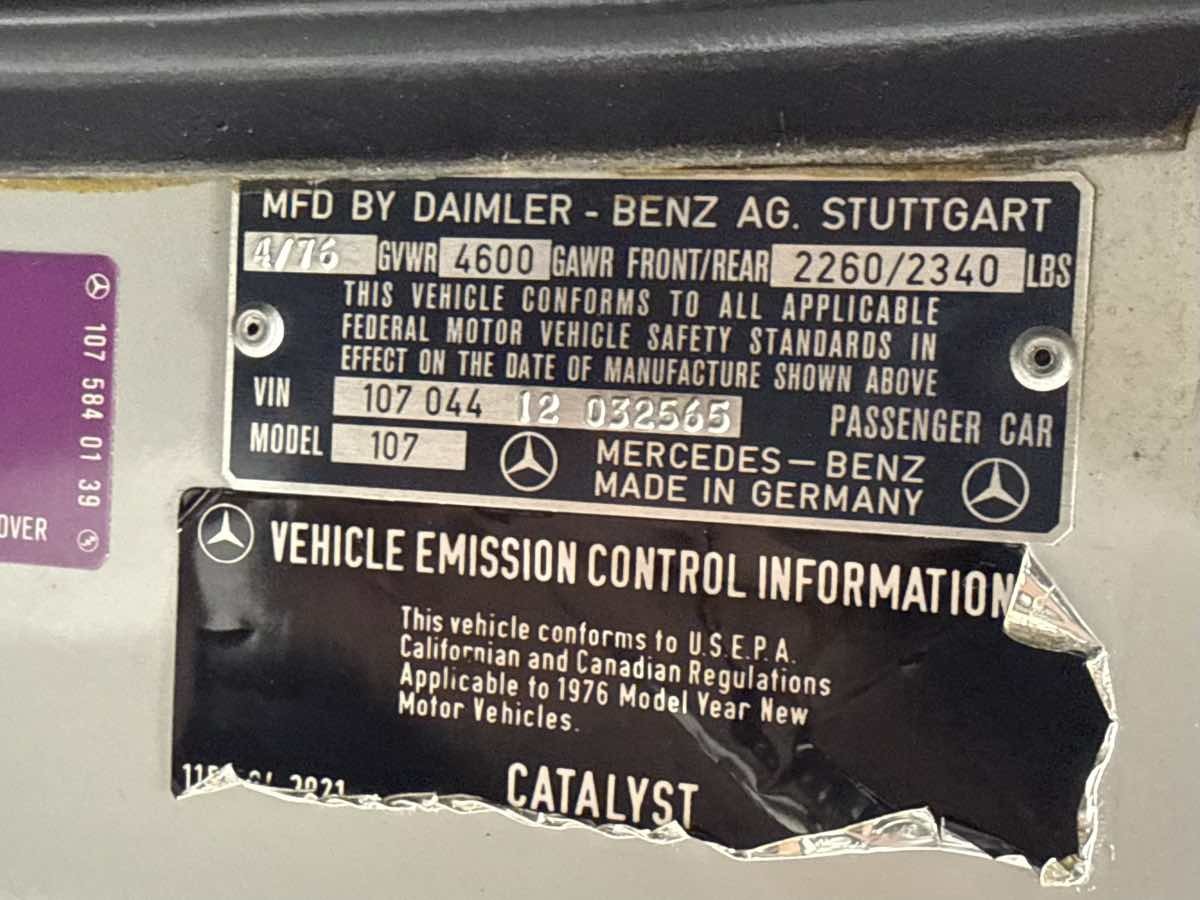 MFD BY DAIMLER - BENZ AG. STUTTGART
4/76 GVWR 4600 GAWR FRONT/REAR 2260/2340 LBS
THIS VEHICLE CONFORMS TO ALL APPLICABLE
FEDERAL MOTOR VEHICLE SAFETY STANDARDS IN
EFFECT ON THE DATE OF MANUFACTURE SHOWN ABOVE
VIN 107 044 12 032565 PASSENGER CAR
MODEL 107 MERCEDES-BENZ
MADE IN GERMANY
107 584 01 39
OVER
VEHICLE EMISSION CONTROL INFORMATION
This vehicle conforms to U.S.E.P.A.
Californian and Canadian Regulations
Applicable to 1976 Model Year New
Motor Vehicles.
CATALYST